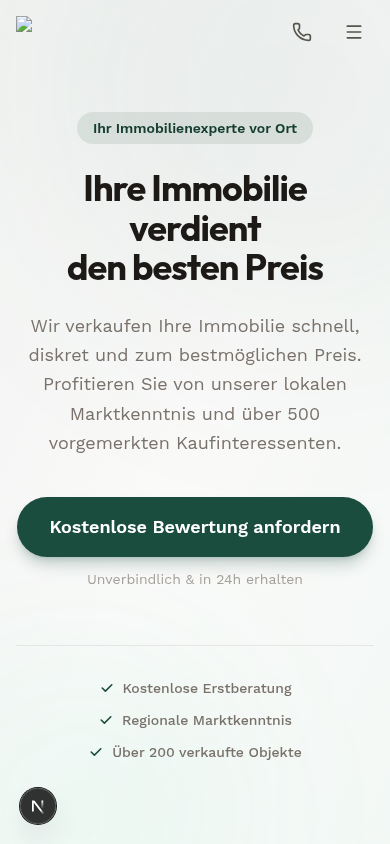 Ihr Immobilienexperte vor Ort
Ihre Immobilie
verdient
den besten Preis
Wir verkaufen Ihre Immobilie schnell,
diskret und zum bestmöglichen Preis.
Profitieren Sie von unserer lokalen
Marktkenntnis und über 500
vorgemerkten Kaufinteressenten.
Kostenlose Bewertung anfordern
Unverbindlich & in 24h erhalten
Kostenlose Erstberatung
Regionale Marktkenntnis
Über 200 verkaufte Objekte
N